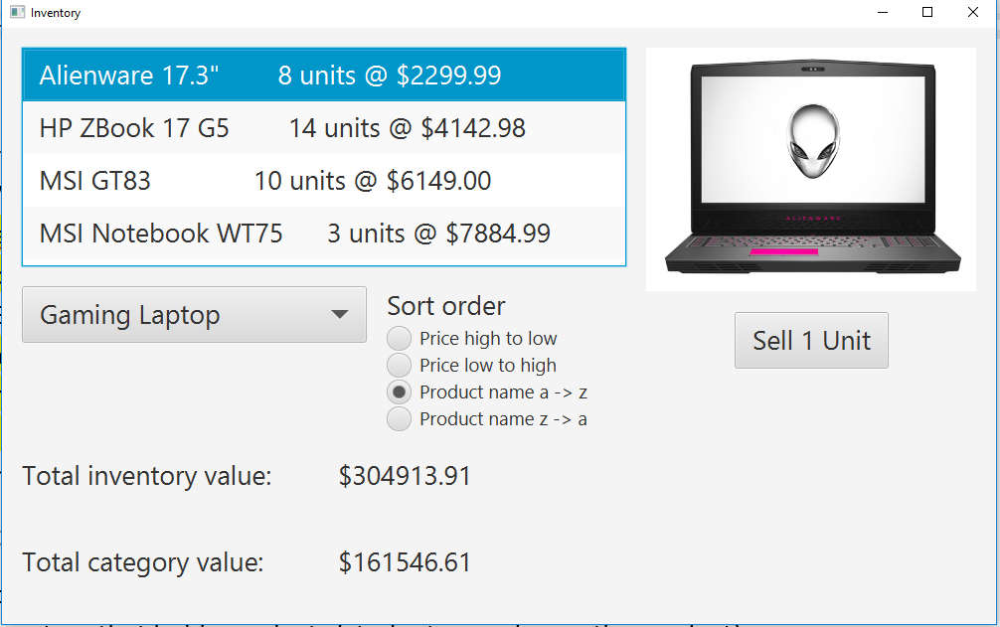 Inventory
Alienware 17.3" 8 units @ $2299.99
HP ZBook 17 G5 14 units @ $4142.98
MSI GT83 10 units @ $6149.00
MSI Notebook WT75 3 units @ $7884.99
ALIENWARE
Gaming Laptop
Sort order
Price high to low
Price low to high
Product name a -> z
Product name z -> a
Sell 1 Unit
Total inventory value: $304913.91
Total category value: $161546.61